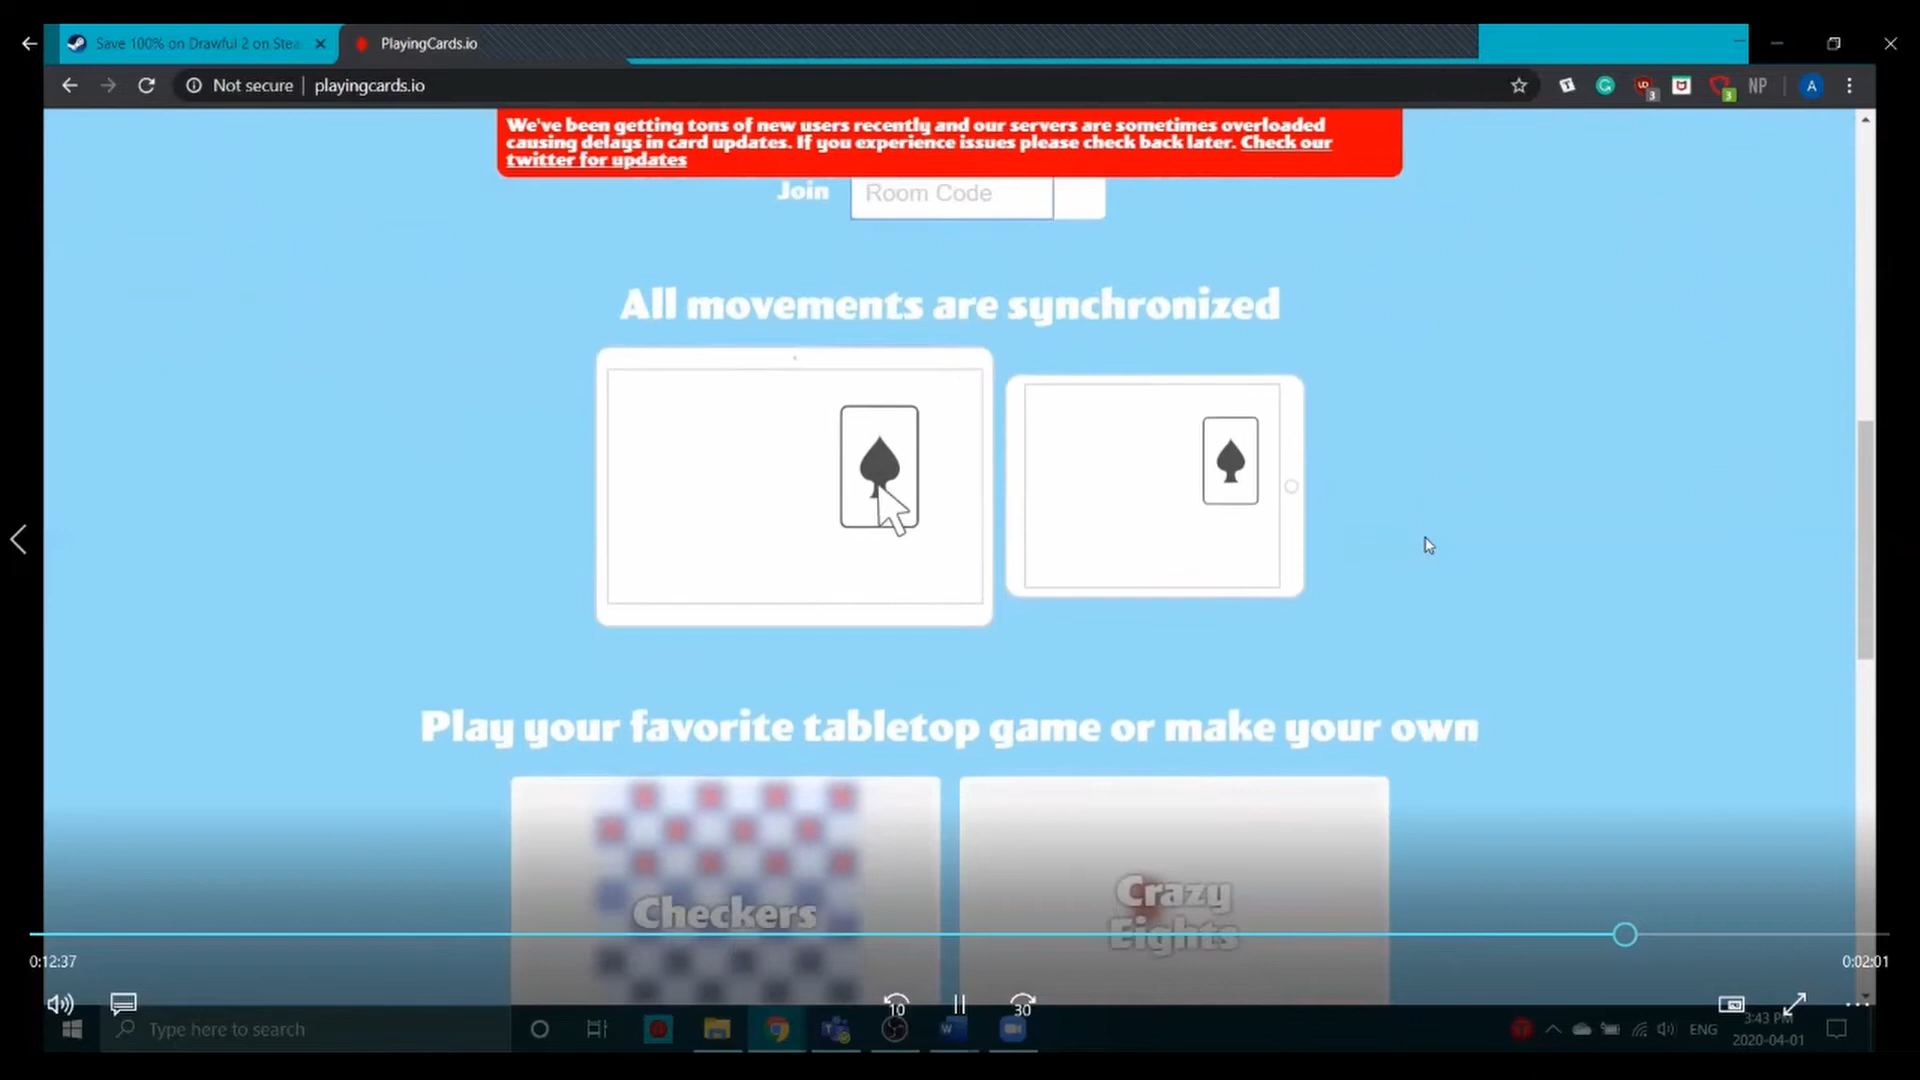 Save 100% on Drawful 2 on Stea
PlayingCards.io
Not secure
playingcards.io
NP
A
3
3
We've been getting tons of new users recently and our servers are sometimes overloaded
causing delays in card updates. If you experience issues please check back later. Check our
twitter for updates
Join
Room Code
All movements are synchronized
Play your favorite tabletop game or make your own
Checkers
Crazy
Eights
0:12:37
0:02:01
10
30
Type here to search
ENG
3:43 PM
2020-04-01